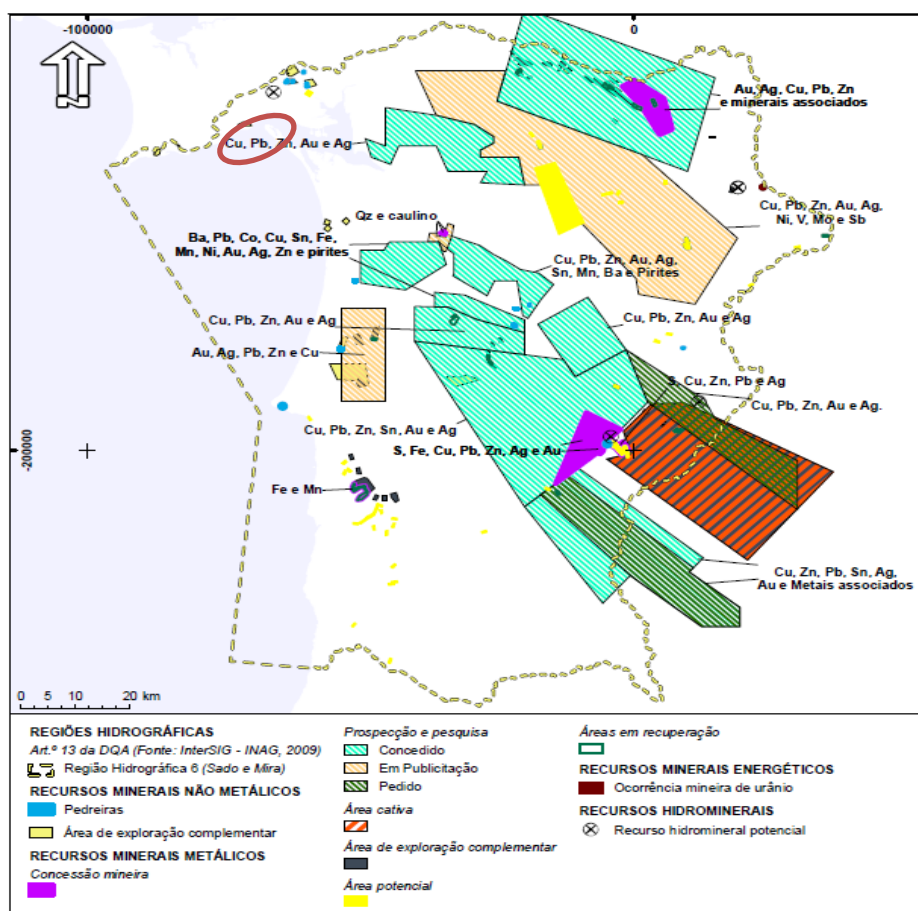 -100000
0
N
Au, Ag, Cu, Pb, Zn
e minerais associados
Cu, Pb, Zn, Au e Ag
Cu, Pb, Zn, Au, Ag,
Ni, V, Mo e Sb
Qz e caulino
Ba, Pb, Co, Cu, Sn, Fe,
Mn, Ni, Au, Ag, Zn e pirites
Cu, Pb, Zn, Au, Ag,
Sn, Mn, Ba e Pirites
Cu, Pb, Zn, Au e Ag
Cu, Pb, Zn, Au e Ag
Au, Ag, Pb, Zn e Cu
S, Cu, Zn, Pb e Ag
Cu, Pb, Zn, Au e Ag.
Cu, Pb, Zn, Sn, Au e Ag
S, Fe, Cu, Pb, Zn, Ag e Au
-200000
0
Fe e Mn
Cu, Zn, Pb, Sn, Ag,
Au e Metais associados
0 5 10 20 km
REGIÕES HIDROGRÁFICAS
Art.º 13 da DQA (Fonte: InterSIG - INAG, 2009)
Região Hidrográfica 6 (Sado e Mira)
RECURSOS MINERAIS NÃO METÁLICOS
Pedreiras
Área de exploração complementar
RECURSOS MINERAIS METÁLICOS
Concessão mineira
Prospecção e pesquisa
Concedido
Em Publicitação
Pedido
Área cativa
Área de exploração complementar
Área potencial
Áreas em recuperação
RECURSOS MINERAIS ENERGÉTICOS
Ocorrência mineira de urânio
RECURSOS HIDROMINERAIS
Recurso hidromineral potencial